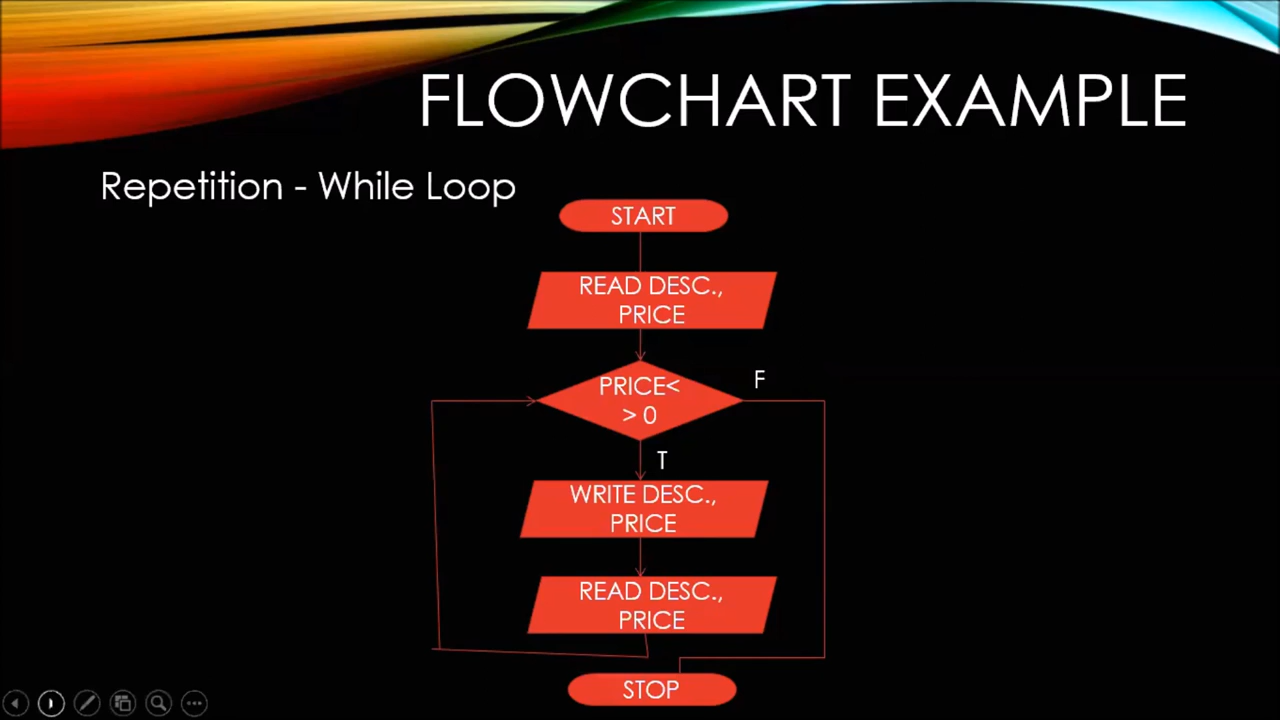 FLOWCHART EXAMPLE
Repetition - While Loop
START
READ DESC.,
PRICE
PRICE<
> 0
F
T
WRITE DESC.,
PRICE
READ DESC.,
PRICE
STOP